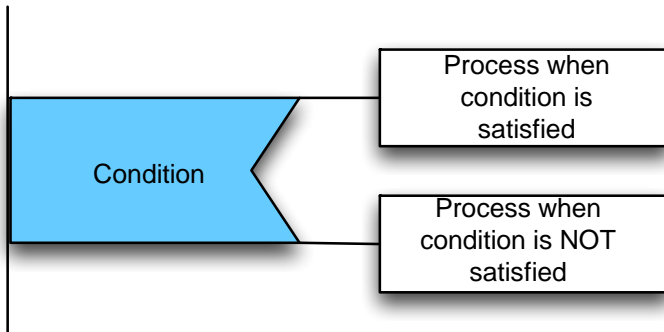 Process when
condition is
satisfied
Condition
Process when
condition is NOT
satisfied